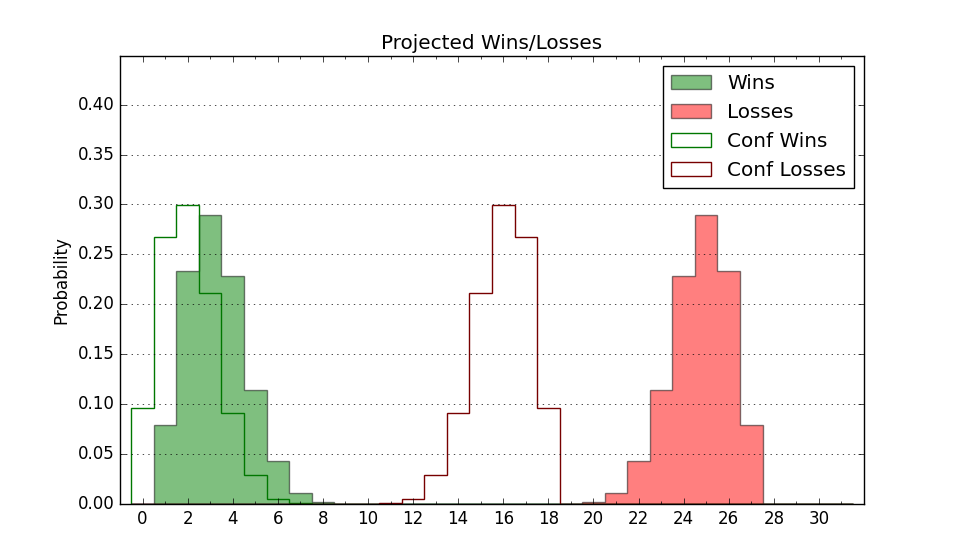 Projected Wins/Losses
Wins
Losses
Conf Wins
Conf Losses
Probability
0.40
0.35
0.30
0.25
0.20
0.15
0.10
0.05
0.00
0 2 4 6 8 10 12 14 16 18 20 22 24 26 28 30